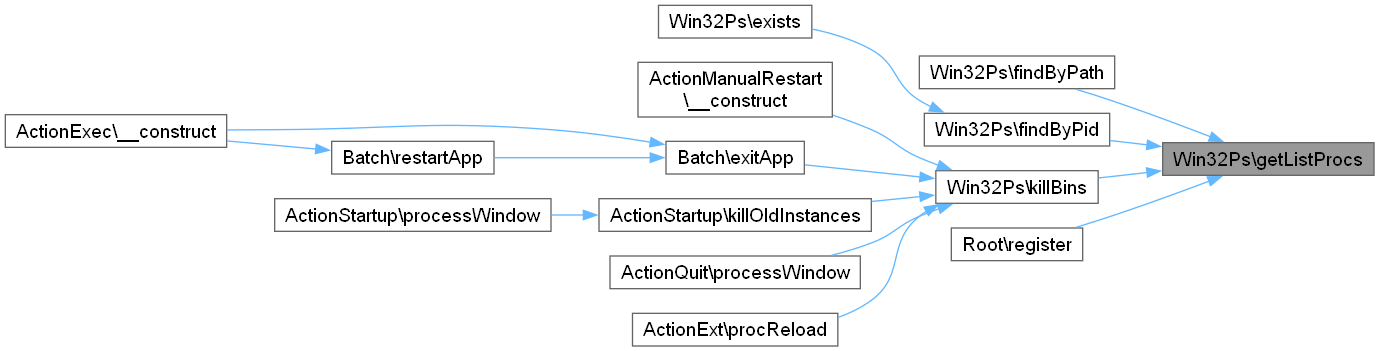 Win32Ps\exists
Win32Ps\findByPath
ActionManualRestart
\__construct
ActionExec\__construct
Win32Ps\findByPid
Batch\restartApp
Batch\exitApp
Win32Ps\getListProcs
Win32Ps\killBins
ActionStartup\processWindow
ActionStartup\killOldInstances
Root\register
ActionQuit\processWindow
ActionExt\procReload